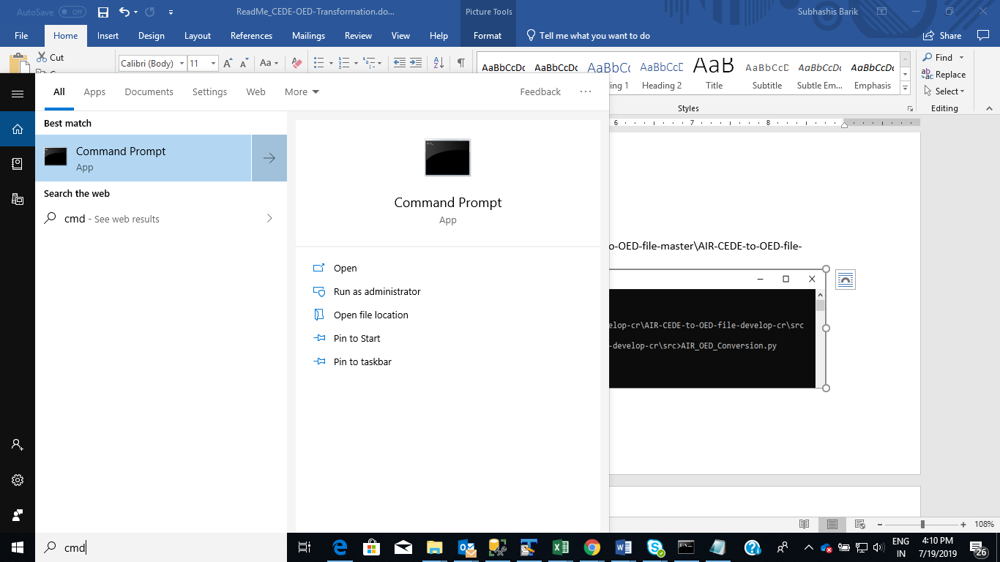 AutoSave Off ReadMe_CEDE-OED-Transformation.do... Picture Tools Subhashis Barik
File Home Insert Design Layout References Mailings Review View Help Format Tell me what you want to do Share
Cut
Calibri (Body) 11 Aa
AaBbCcDc AaBbCcDc AaBbCc AaBbCcD AaB AaBbCcD AaBbCcDt AaBbCcDt
Heading 2 Title Subtitle Subtle Em... Emphasis
Styles
Find
Replace
Select
Editing
All Apps Documents Settings Web More Feedback ...
6 7 8
Best match
Command Prompt
App
Search the web
cmd - See web results
Command Prompt
App
Open
Run as administrator
Open file location
Pin to Start
Pin to taskbar
o-OED-file-master\AIR-CEDE-to-OED-file-
elop-cr\AIR-CEDE-to-OED-file-develop-cr\src
-develop-cr\src>AIR_OED_Conversion.py
108%
cmd
ENG
IN
4:10 PM
7/19/2019
26